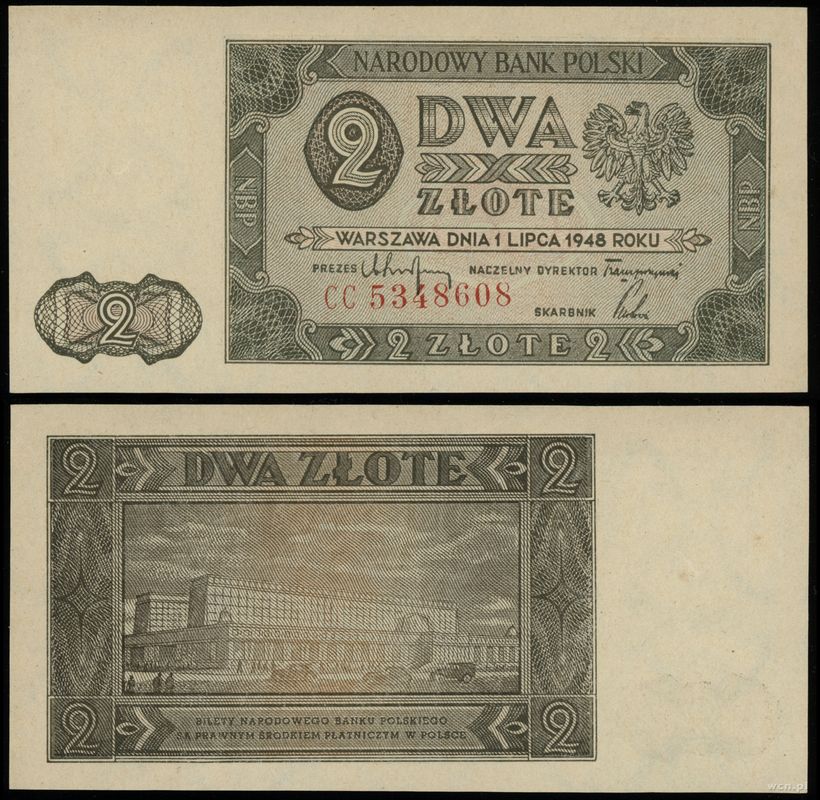 NARODOWY BANK POLSKI
2
DWA
ZŁOTE
NBP
NBP
WARSZAWA DNIA 1 LIPCA 1948 ROKU
PREZES NACZELNY DYREKTOR
CC 5348608
SKARBNIK
2
2 ZŁOTE 2
2 DWA ZŁOTE 2
2 BILETY NARODOWEGO BANKU POLSKIEGO 2
SĄ PRAWNYM ŚRODKIEM PŁATNICZYM W POLSCE
wcn.pl